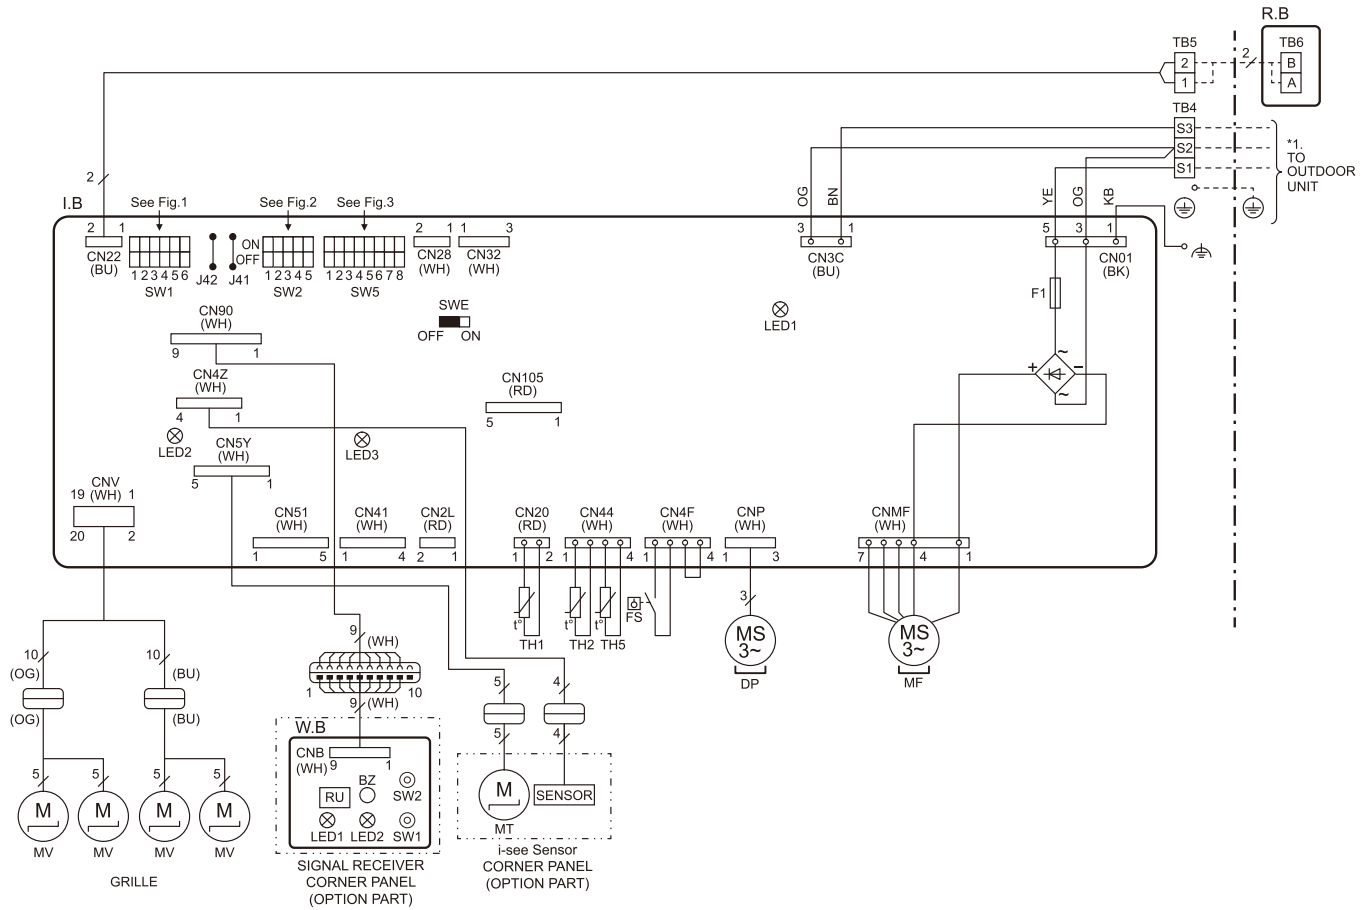 R.B
TB5
2
TB6
2
B
1
A
TB4
S3
*1.
S2
TO
S1
OUTDOOR
UNIT
2
I.B
See Fig.1
See Fig.2
See Fig.3
OG
BN
YE
OG
KB
2 1
2 1
1 3
3 1
5 3 1
CN22
(BU)
ON
OFF
CN28
(WH)
CN32
(WH)
CN3C
(BU)
CN01
(BK)
1 2 3 4 5 6
SW1
J42
J41
1 2 3 4 5
SW2
1 2 3 4 5 6 7 8
SW5
F1
SWE
OFF
ON
LED1
CN90
(WH)
9 1
~
+
−
~
CN4Z
(WH)
4 1
CN105
(RD)
5 1
LED2
LED3
CN5Y
(WH)
5 1
CNV
19 (WH) 1
20 2
CN51
(WH)
1 5
CN41
(WH)
1 4
CN2L
(RD)
2 1
CN20
(RD)
1 2
CN44
(WH)
1 4
CN4F
(WH)
1 4
CNP
(WH)
1 3
CNMF
(WH)
7 4 1
t°
TH1
t°
TH2
t°
TH5
FS
3
MS
3~
DP
MS
3~
MF
9
(WH)
1 10
9
(WH)
10
(OG)
(OG)
10
(BU)
(BU)
5
4
5
4
5
5
5
5
M
M
M
M
MV
MV
MV
MV
GRILLE
W.B
CNB
(WH)
9 1
BZ
RU
SW2
LED1
LED2
SW1
SIGNAL RECEIVER
CORNER PANEL
(OPTION PART)
M
MT
SENSOR
i-see Sensor
CORNER PANEL
(OPTION PART)